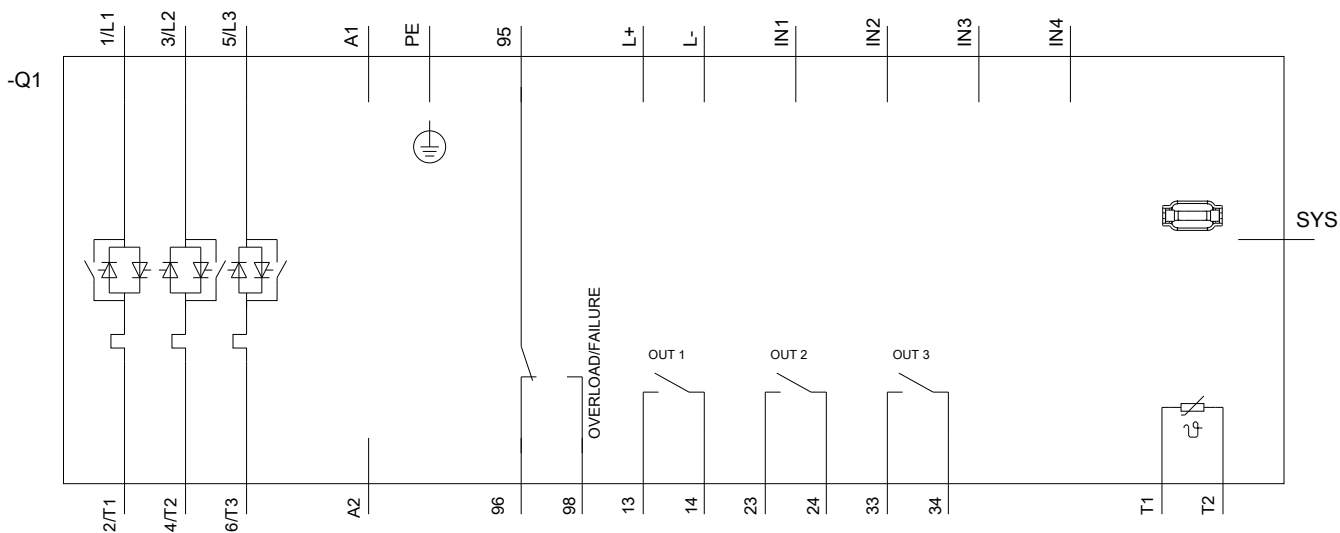 1/L1
3/L2
5/L3
A1
PE
95
L+
L-
IN1
IN2
IN3
IN4
-Q1
SYS
OVERLOAD/FAILURE
OUT 1
OUT 2
OUT 3
ϑ
2/T1
4/T2
6/T3
A2
96
98
13
14
23
24
33
34
T1
T2